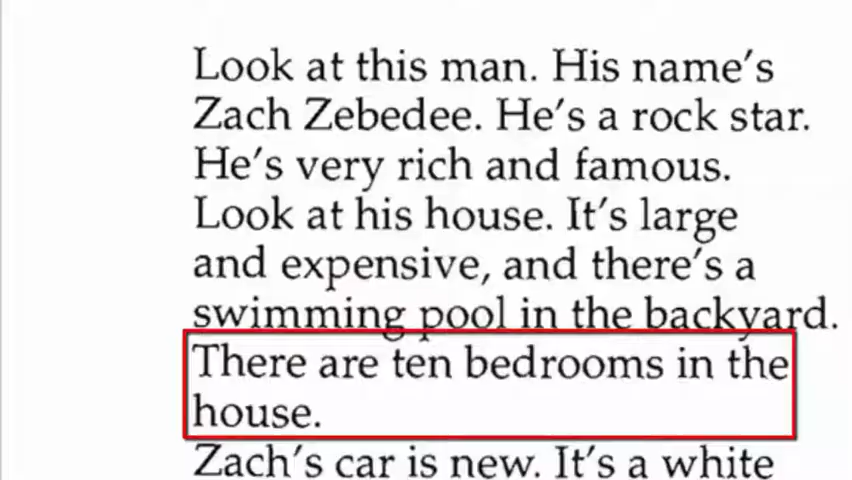 Look at this man. His name's
Zach Zebedee. He's a rock star.
He's very rich and famous.
Look at his house. It's large
and expensive, and there's a
swimming pool in the backyard.
There are ten bedrooms in the
house.
Zach's car is new. It's a white